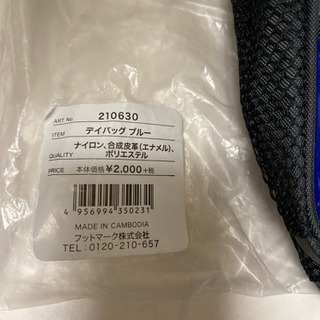 ART No. 210630
ITEM デイバッグ ブルー
ナイロン、合成皮革(エナメル)、
QUALITY ポリエステル
PRICE 本体価格¥2,000+税
4 956994 350231
MADE IN CAMBODIA
フットマーク株式会社
TEL:0120-210-657